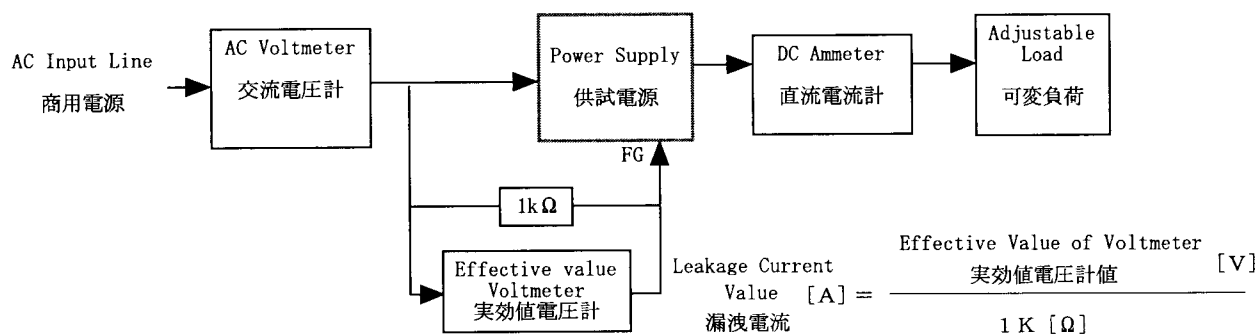 AC Input Line
商用電源
AC Voltmeter
交流電圧計
Power Supply
供試電源
FG
DC Ammeter
直流電流計
Adjustable
Load
可変負荷
1kΩ
Effective value
Voltmeter
実効値電圧計
Leakage Current
Value [A] =
漏洩電流
Effective Value of Voltmeter
実効値電圧計値 [V]
1 K [Ω]